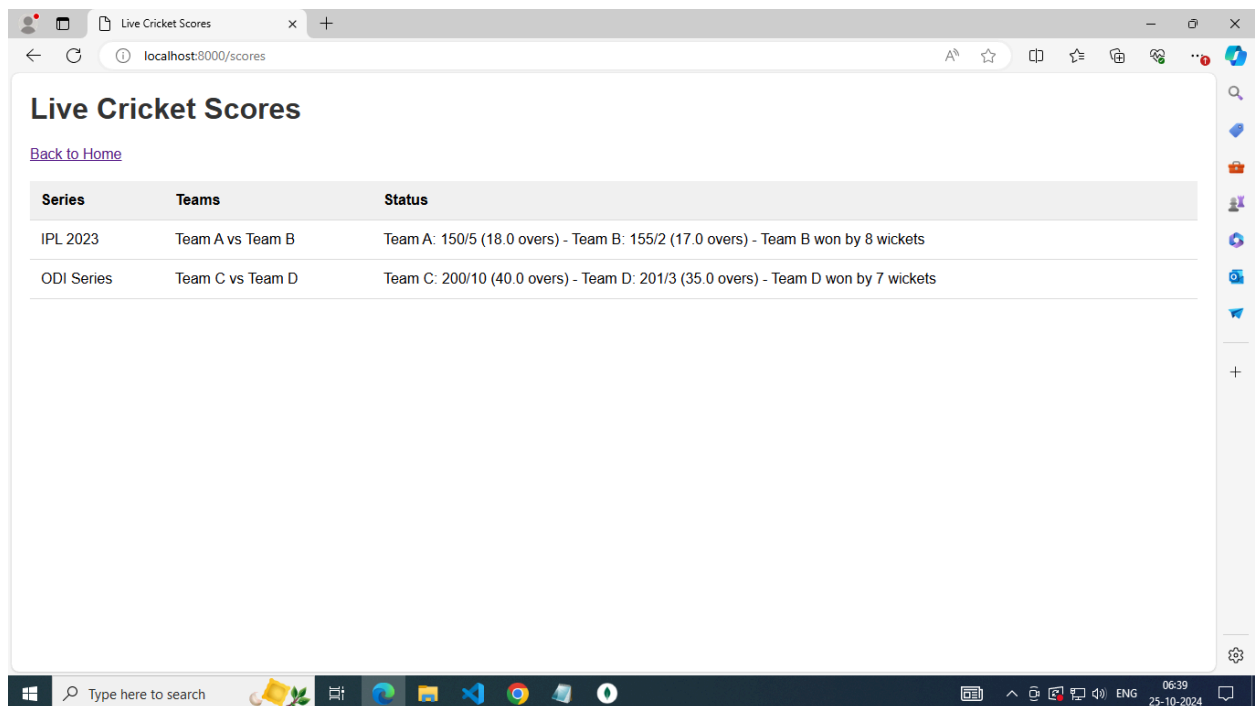 Live Cricket Scores
localhost:8000/scores
Live Cricket Scores
Back to Home
Series Teams Status
IPL 2023 Team A vs Team B Team A: 150/5 (18.0 overs) - Team B: 155/2 (17.0 overs) - Team B won by 8 wickets
ODI Series Team C vs Team D Team C: 200/10 (40.0 overs) - Team D: 201/3 (35.0 overs) - Team D won by 7 wickets
Type here to search
ENG
06:39
25-10-2024